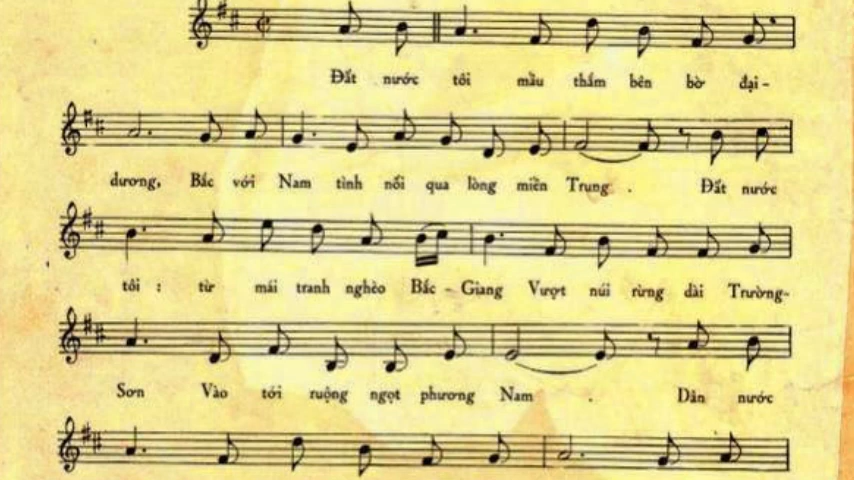 Đất nước tôi mầu thắm bên bờ đại-
dương, Bắc với Nam tình nối qua lòng miền Trung . Đất nước
tôi : từ mái tranh nghèo Bắc - Giang Vượt núi rừng dài Trường-
Sơn Vào tới ruộng ngọt phương Nam . Dân nước